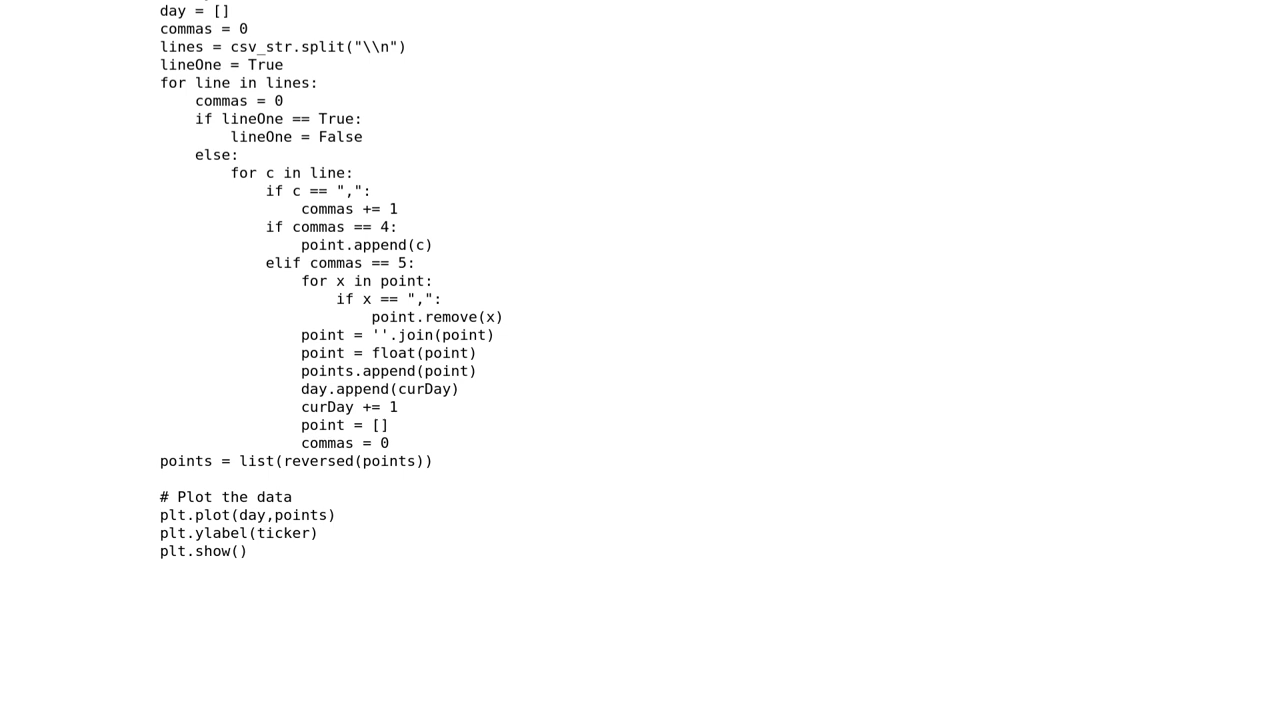 day = []
commas = 0
lines = csv_str.split("\\n")
lineOne = True
for line in lines:
    commas = 0
    if lineOne == True:
        lineOne = False
    else:
        for c in line:
            if c == ",":
                commas += 1
            if commas == 4:
                point.append(c)
            elif commas == 5:
                for x in point:
                    if x == ",":
                        point.remove(x)
                point = ''.join(point)
                point = float(point)
                points.append(point)
                day.append(curDay)
                curDay += 1
                point = []
                commas = 0
points = list(reversed(points))

# Plot the data
plt.plot(day,points)
plt.ylabel(ticker)
plt.show()